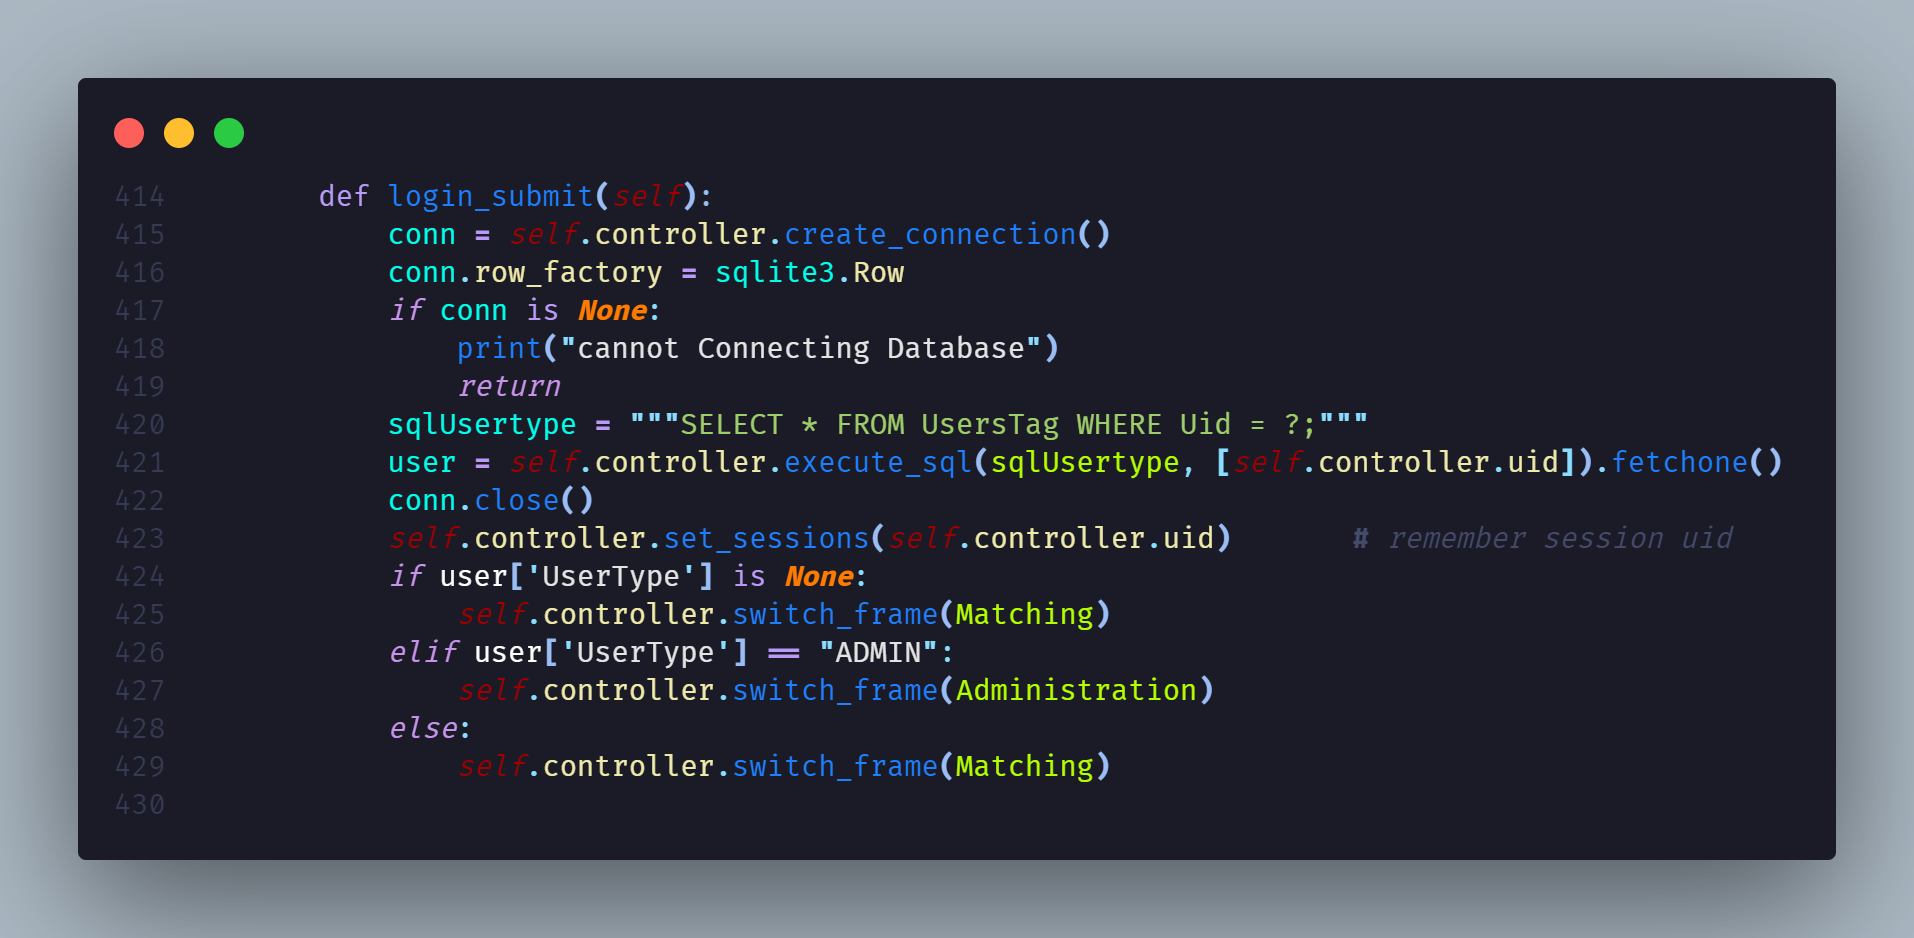 414 def login_submit(self):
415 conn = self.controller.create_connection()
416 conn.row_factory = sqlite3.Row
417 if conn is None:
418 print("cannot Connecting Database")
419 return
420 sqlUsertype = """SELECT * FROM UsersTag WHERE Uid = ?;"""
421 user = self.controller.execute_sql(sqlUsertype, [self.controller.uid]).fetchone()
422 conn.close()
423 self.controller.set_sessions(self.controller.uid) # remember session uid
424 if user['UserType'] is None:
425 self.controller.switch_frame(Matching)
426 elif user['UserType'] == "ADMIN":
427 self.controller.switch_frame(Administration)
428 else:
429 self.controller.switch_frame(Matching)
430